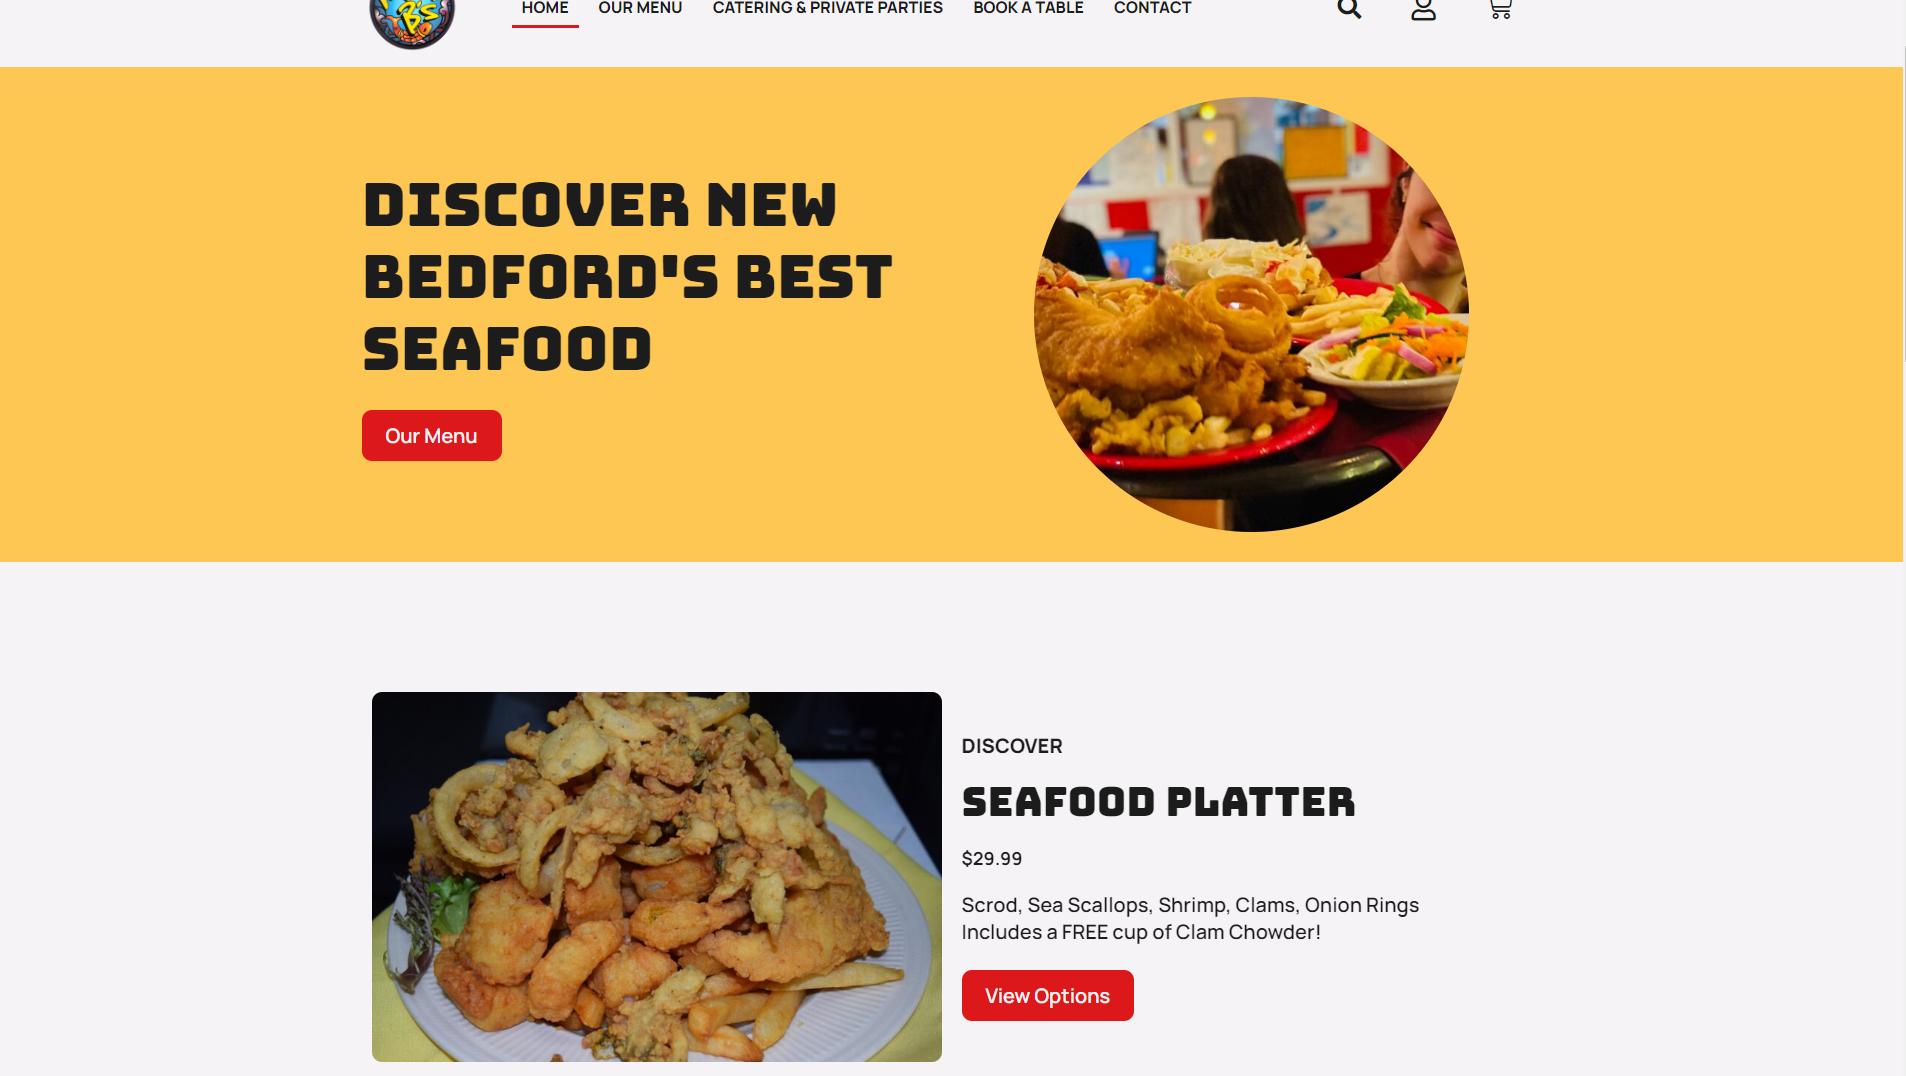 HOME OUR MENU CATERING & PRIVATE PARTIES BOOK A TABLE CONTACT
DISCOVER NEW
BEDFORD'S BEST
SEAFOOD
Our Menu
DISCOVER
SEAFOOD PLATTER
$29.99
Scrod, Sea Scallops, Shrimp, Clams, Onion Rings
Includes a FREE cup of Clam Chowder!
View Options